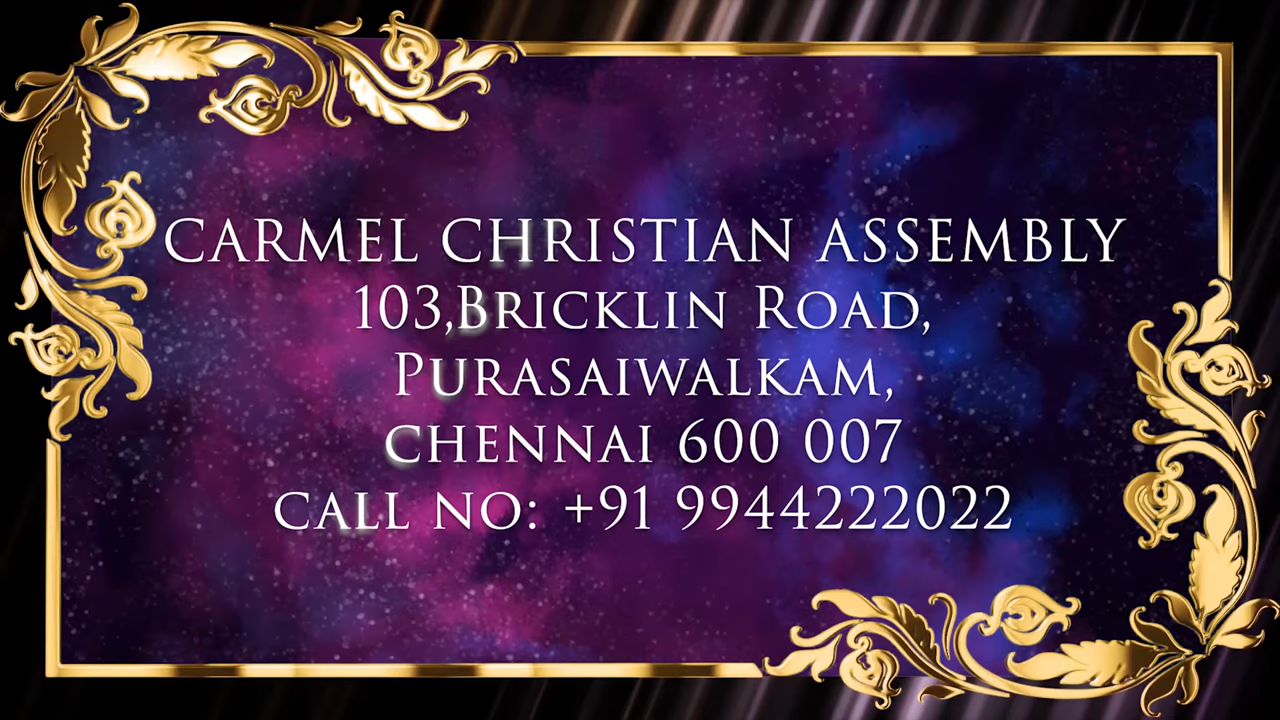 CARMEL CHRISTIAN ASSEMBLY
103,BRICKLIN ROAD,
PURASAIWALKAM,
CHENNAI 600 007
CALL NO: +91 9944222022